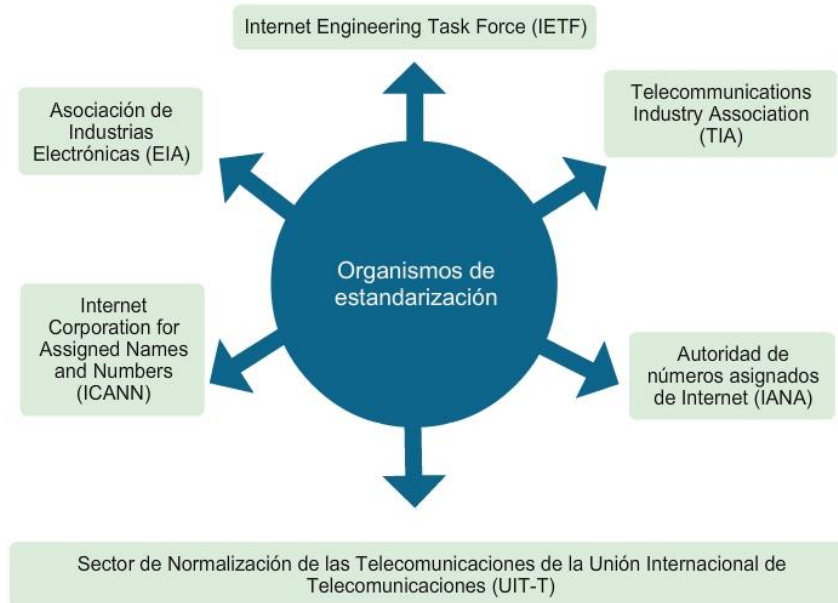 Internet Engineering Task Force (IETF)
Asociación de
Industrias
Electrónicas (EIA)
Telecommunications
Industry Association
(TIA)
Organismos de
estandarización
Internet
Corporation for
Assigned Names
and Numbers
(ICANN)
Autoridad de
números asignados
de Internet (IANA)
Sector de Normalización de las Telecomunicaciones de la Unión Internacional de
Telecomunicaciones (UIT-T)